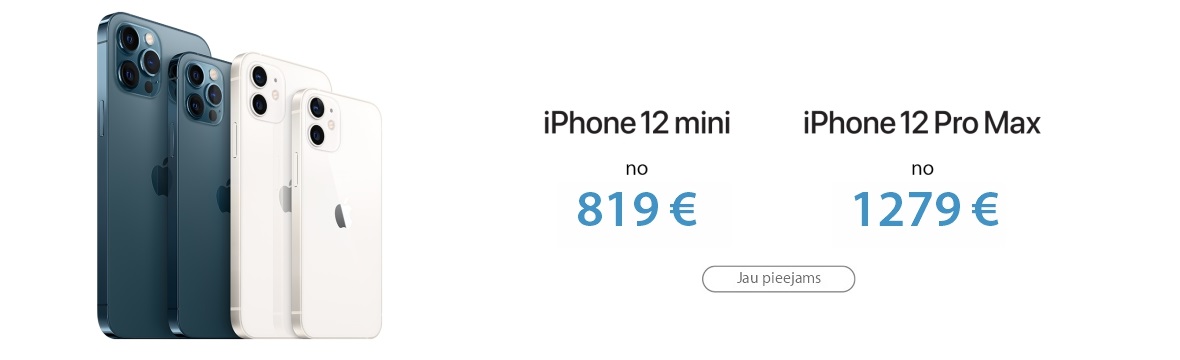 iPhone 12 mini
no
819 €
iPhone 12 Pro Max
no
1279 €
Jau pieejams